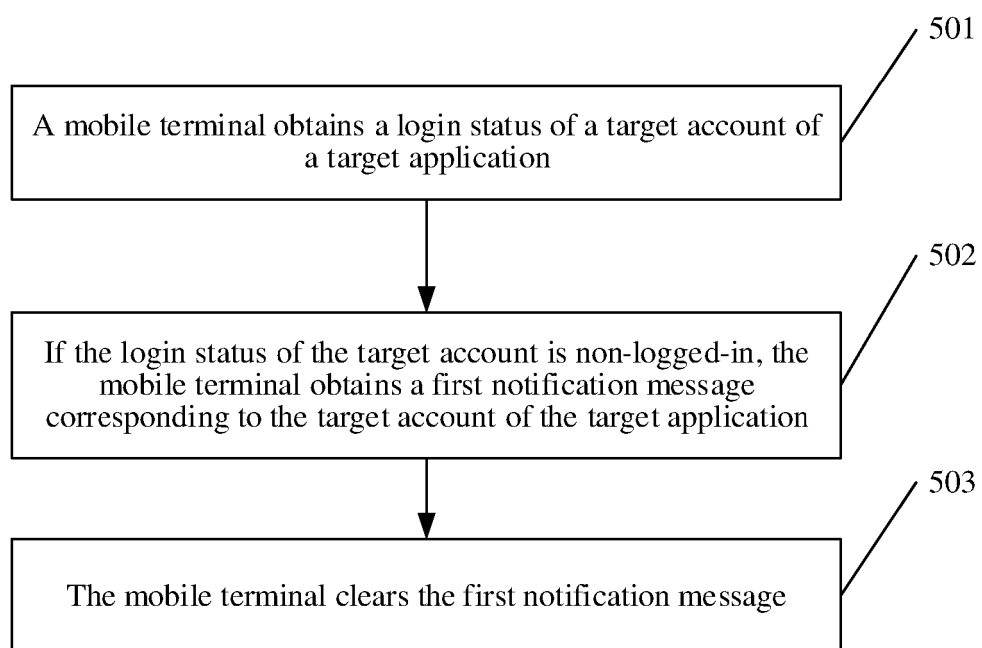 501
A mobile terminal obtains a login status of a target account of
a target application
502
If the login status of the target account is non-logged-in, the
mobile terminal obtains a first notification message
corresponding to the target account of the target application
503
The mobile terminal clears the first notification message